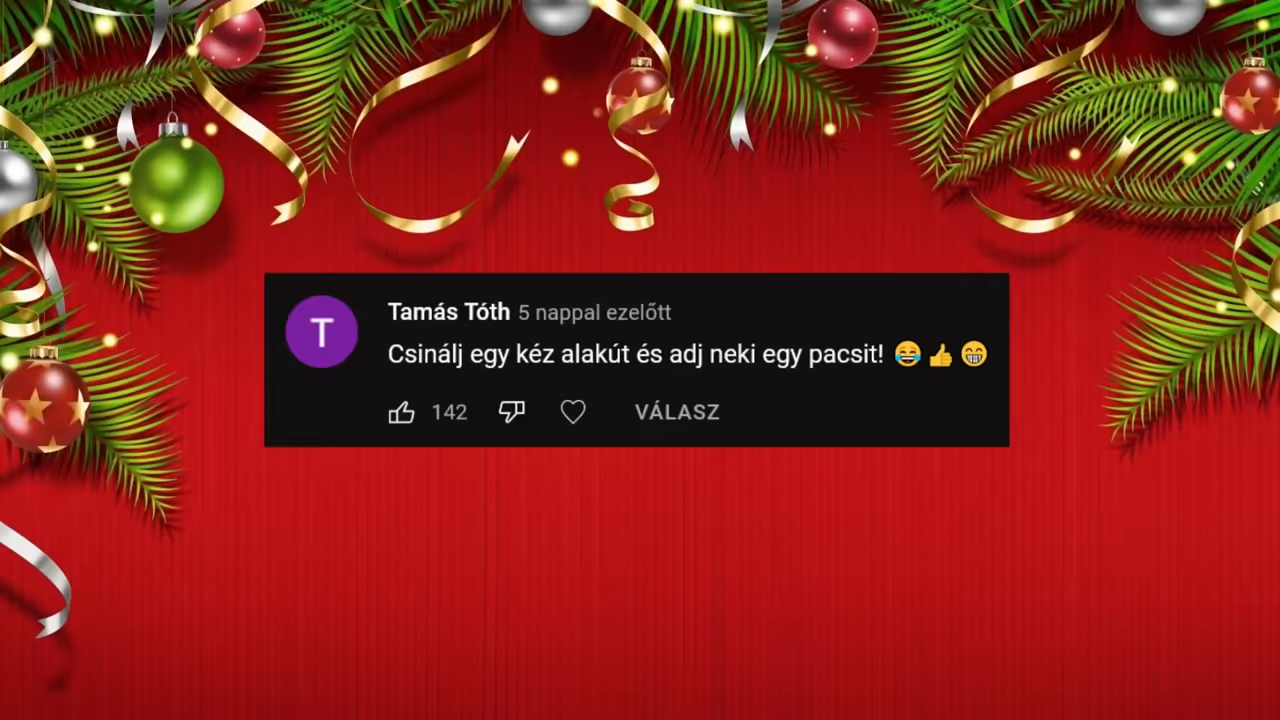 T
Tamás Tóth 5 nappal ezelőtt
Csinálj egy kéz alakút és adj neki egy pacsit! 😂👍😁
142 VÁLASZ